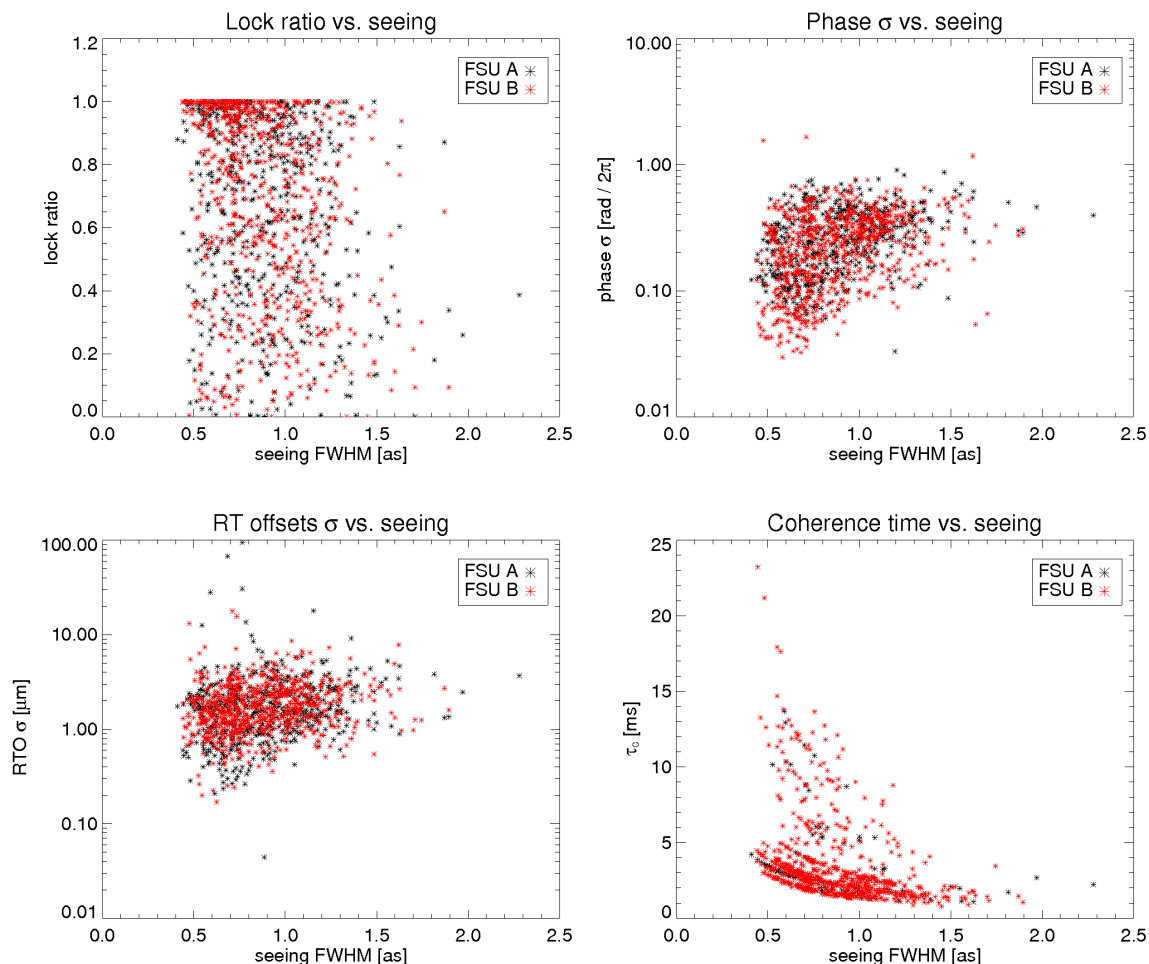 Lock ratio vs. seeing
lock ratio
1.2
1.0
0.8
0.6
0.4
0.2
0.0
FSU A
FSU B
0.0 0.5 1.0 1.5 2.0 2.5
seeing FWHM [as]
Phase σ vs. seeing
phase σ [rad / 2π]
10.00
1.00
0.10
0.01
FSU A
FSU B
0.0 0.5 1.0 1.5 2.0 2.5
seeing FWHM [as]
RT offsets σ vs. seeing
RTO σ [μm]
100.00
10.00
1.00
0.10
0.01
FSU A
FSU B
0.0 0.5 1.0 1.5 2.0 2.5
seeing FWHM [as]
Coherence time vs. seeing
τ₀ [ms]
25
20
15
10
5
0
FSU A
FSU B
0.0 0.5 1.0 1.5 2.0 2.5
seeing FWHM [as]